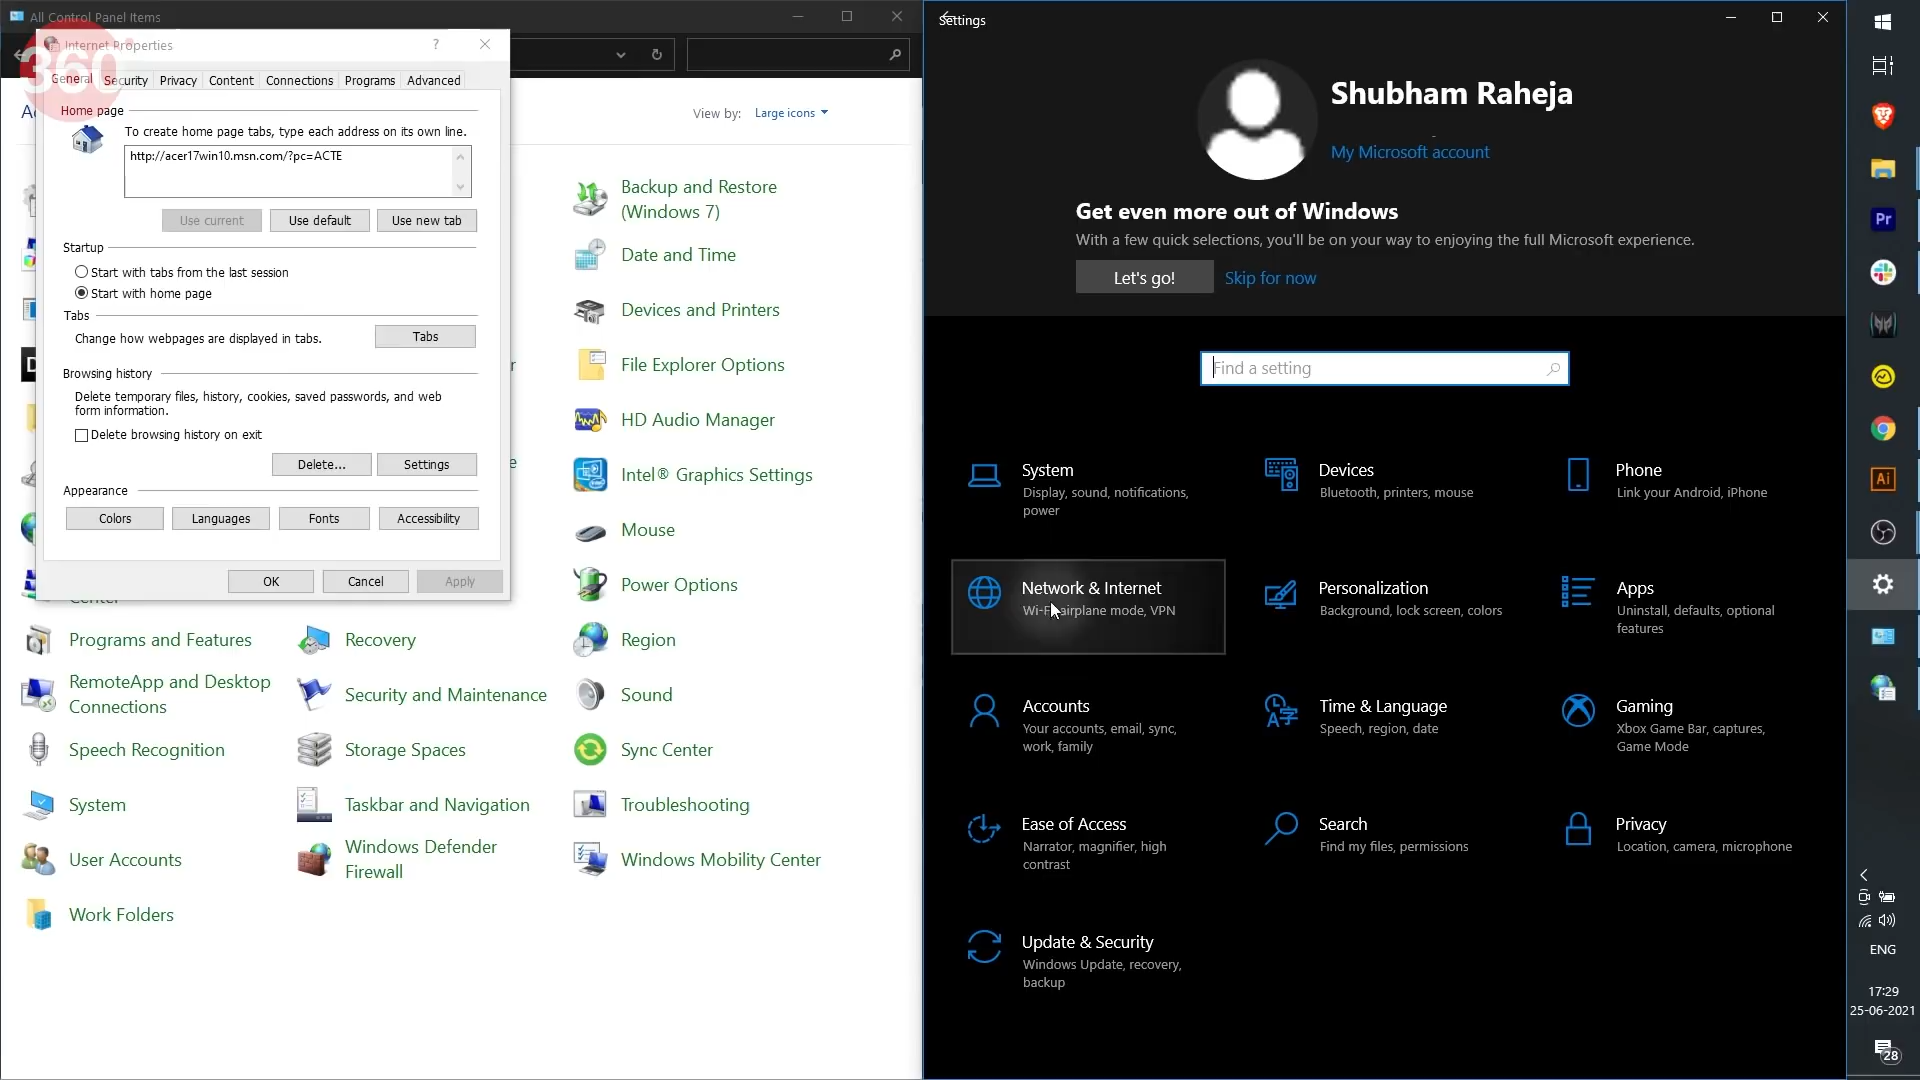 All Control Panel Items
Internet Properties
?
360
General
Security
Privacy
Content
Connections
Programs
Advanced
Home page
To create home page tabs, type each address on its own line.
http://acer17win10.msn.com/?pc=ACTE
Use current
Use default
Use new tab
Startup
Start with tabs from the last session
Start with home page
Tabs
Change how webpages are displayed in tabs.
Tabs
Browsing history
Delete temporary files, history, cookies, saved passwords, and web
form information.
Delete browsing history on exit
Delete...
Settings
Appearance
Colors
Languages
Fonts
Accessibility
OK
Cancel
Apply
View by:
Large icons
Backup and Restore
(Windows 7)
Date and Time
Devices and Printers
File Explorer Options
HD Audio Manager
Intel® Graphics Settings
Mouse
Power Options
Center
Programs and Features
Recovery
Region
RemoteApp and Desktop
Connections
Security and Maintenance
Sound
Speech Recognition
Storage Spaces
Sync Center
System
Taskbar and Navigation
Troubleshooting
User Accounts
Windows Defender
Firewall
Windows Mobility Center
Work Folders
Settings
Shubham Raheja
My Microsoft account
Get even more out of Windows
With a few quick selections, you'll be on your way to enjoying the full Microsoft experience.
Let's go!
Skip for now
Find a setting
System
Display, sound, notifications,
power
Devices
Bluetooth, printers, mouse
Phone
Link your Android, iPhone
Network & Internet
Wi-Fi, airplane mode, VPN
Personalization
Background, lock screen, colors
Apps
Uninstall, defaults, optional
features
Accounts
Your accounts, email, sync,
work, family
Time & Language
Speech, region, date
Gaming
Xbox Game Bar, captures,
Game Mode
Ease of Access
Narrator, magnifier, high
contrast
Search
Find my files, permissions
Privacy
Location, camera, microphone
Update & Security
Windows Update, recovery,
backup
Pr
Ai
ENG
17:29
25-06-2021
28